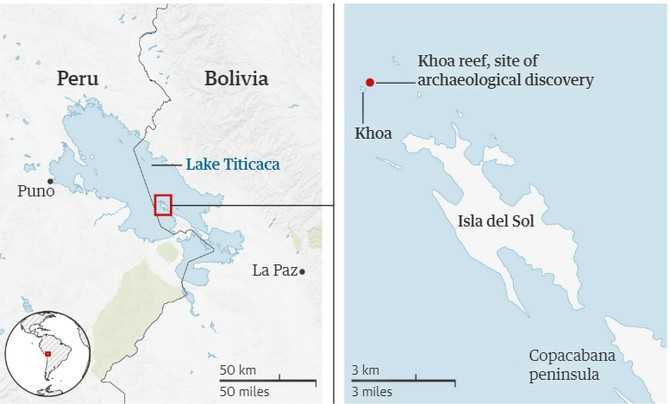 Peru
Bolivia
Lake Titicaca
Puno
La Paz
50 km
50 miles
Khoa reef, site of
archaeological discovery
Khoa
Isla del Sol
Copacabana
peninsula
3 km
3 miles